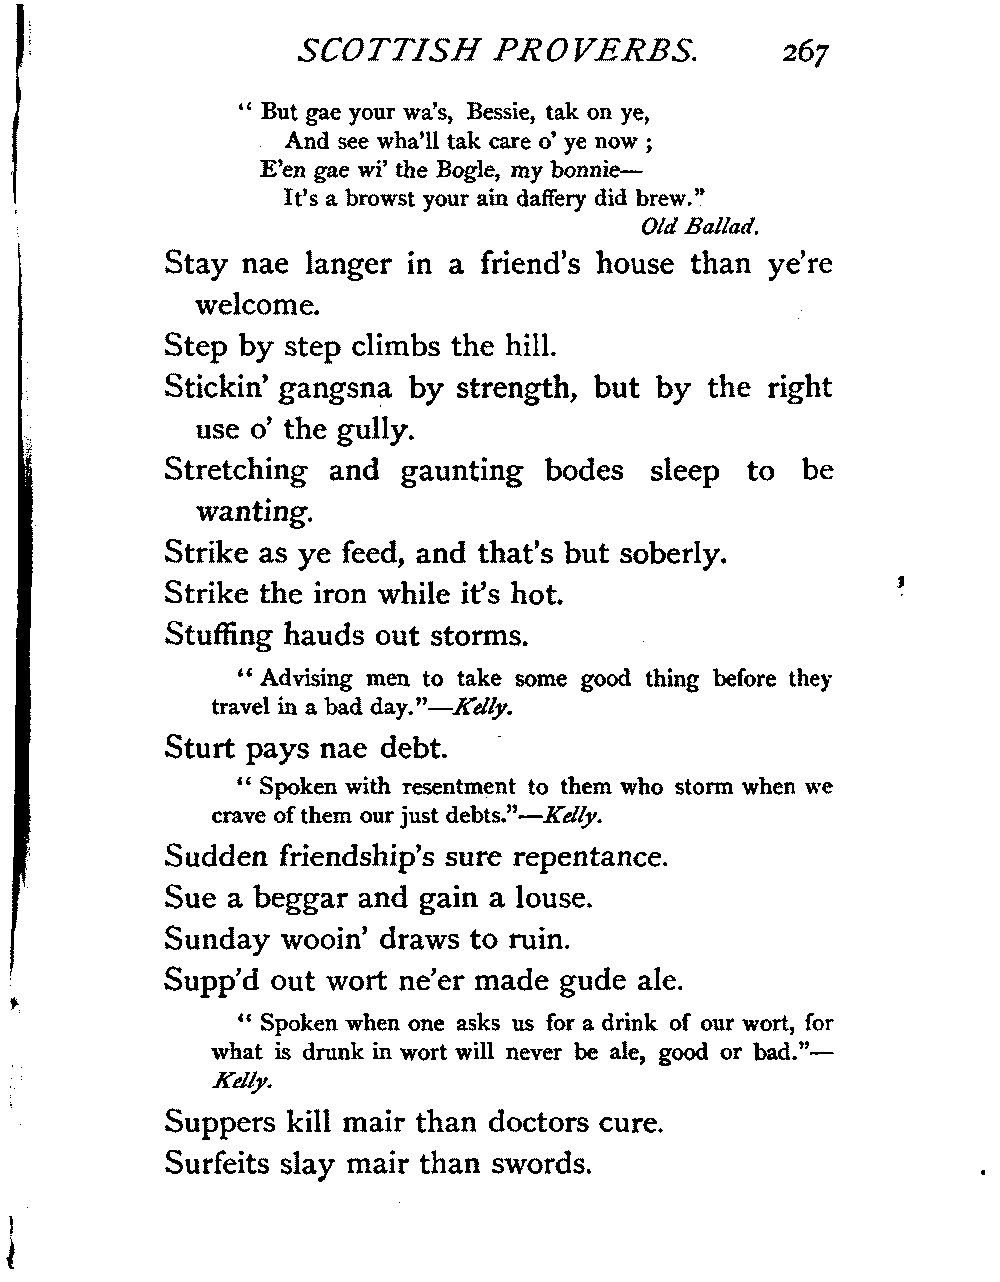 SCOTTISH PROVERBS. 267
“ But gae your wa's, Bessie, tak on ye,
And see wha'll tak care o' ye now ;
E'en gae wi' the Bogle, my bonnie—
It's a browst your ain daffery did brew.”
Old Ballad.
Stay nae langer in a friend's house than ye're
welcome.
Step by step climbs the hill.
Stickin' gangsna by strength, but by the right
use o' the gully.
Stretching and gaunting bodes sleep to be
wanting.
Strike as ye feed, and that's but soberly.
Strike the iron while it's hot.
Stuffing hauds out storms.
“ Advising men to take some good thing before they
travel in a bad day.”—Kelly.
Sturt pays nae debt.
“ Spoken with resentment to them who storm when we
crave of them our just debts.”—Kelly.
Sudden friendship's sure repentance.
Sue a beggar and gain a louse.
Sunday wooin' draws to ruin.
Supp'd out wort ne'er made gude ale.
“ Spoken when one asks us for a drink of our wort, for
what is drunk in wort will never be ale, good or bad.”—
Kelly.
Suppers kill mair than doctors cure.
Surfeits slay mair than swords.